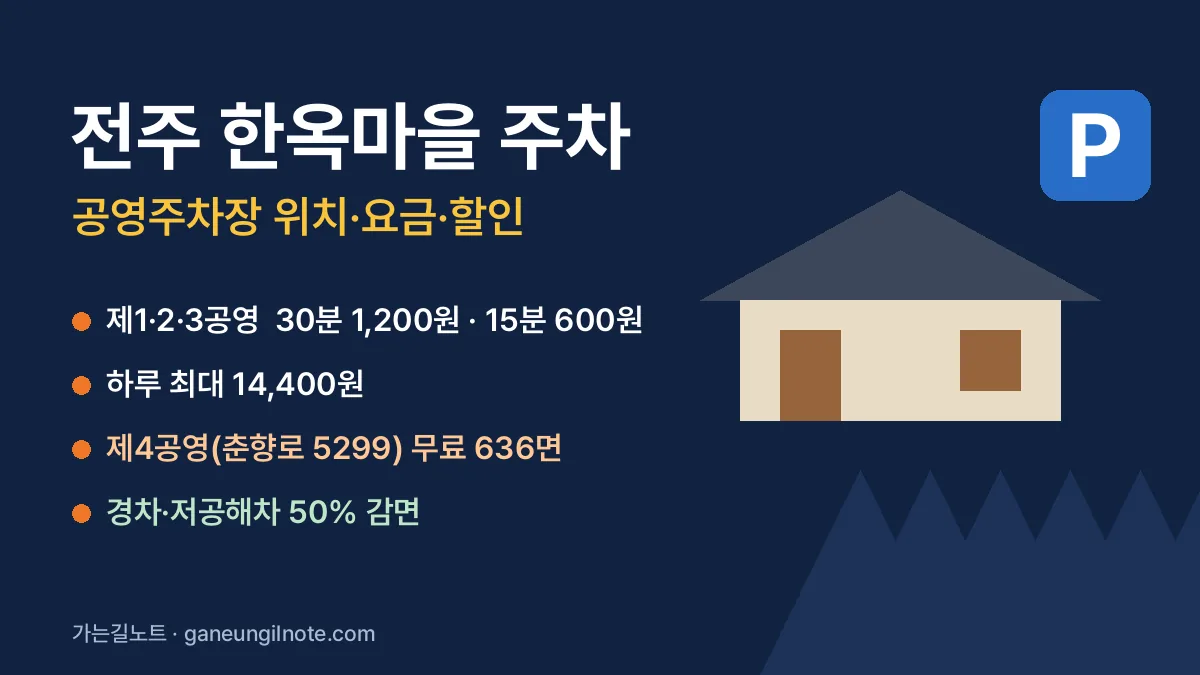 전주 한옥마을 주차
P
공영주차장 위치·요금·할인
제1·2·3공영 30분 1,200원 · 15분 600원
하루 최대 14,400원
제4공영(춘향로 5299) 무료 636면
경차·저공해차 50% 감면
가는길노트 · ganeungilnote.com